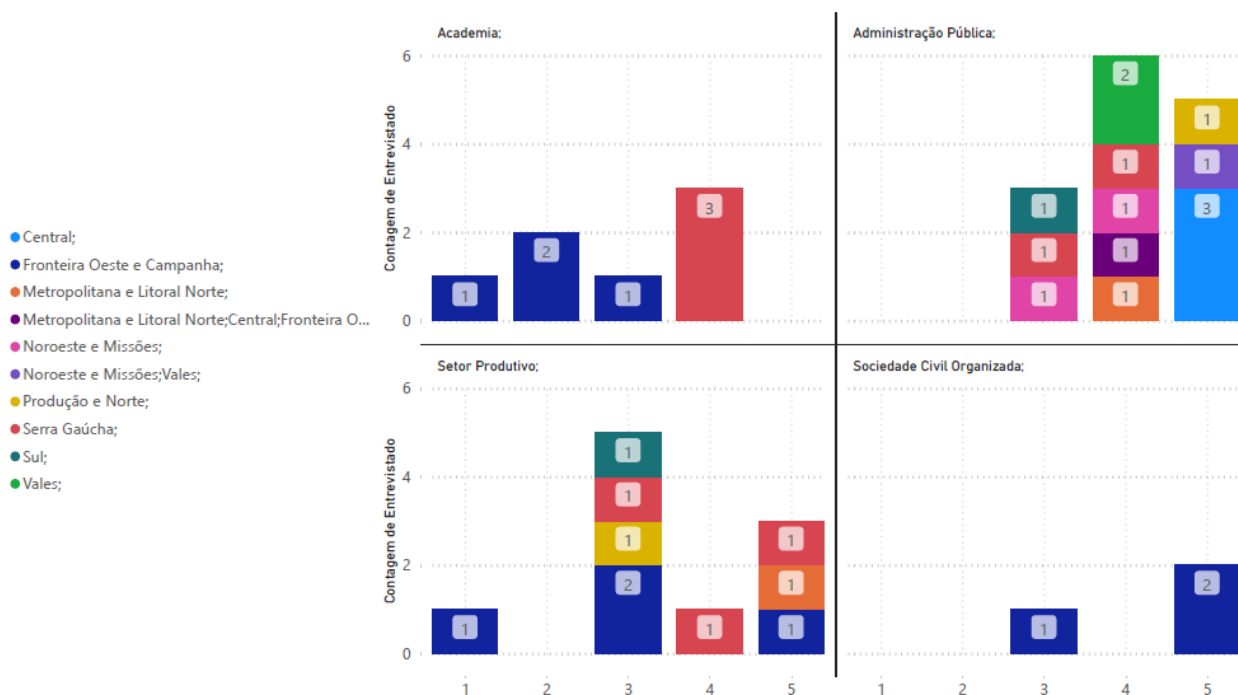 Central;
Fronteira Oeste e Campanha;
Metropolitana e Litoral Norte;
Metropolitana e Litoral Norte;Central;Fronteira O...
Noroeste e Missões;
Noroeste e Missões;Vales;
Produção e Norte;
Serra Gaúcha;
Sul;
Vales;
Academia;
Contagem de Entrevistado
6
4
2
0
1
2
1
3
Administração Pública;
1
1
1
2
1
1
1
1
1
1
3
Setor Produtivo;
Contagem de Entrevistado
6
4
2
0
1
1
1
1
2
1
1
1
1
1 2 3 4 5
Sociedade Civil Organizada;
1
2
1 2 3 4 5